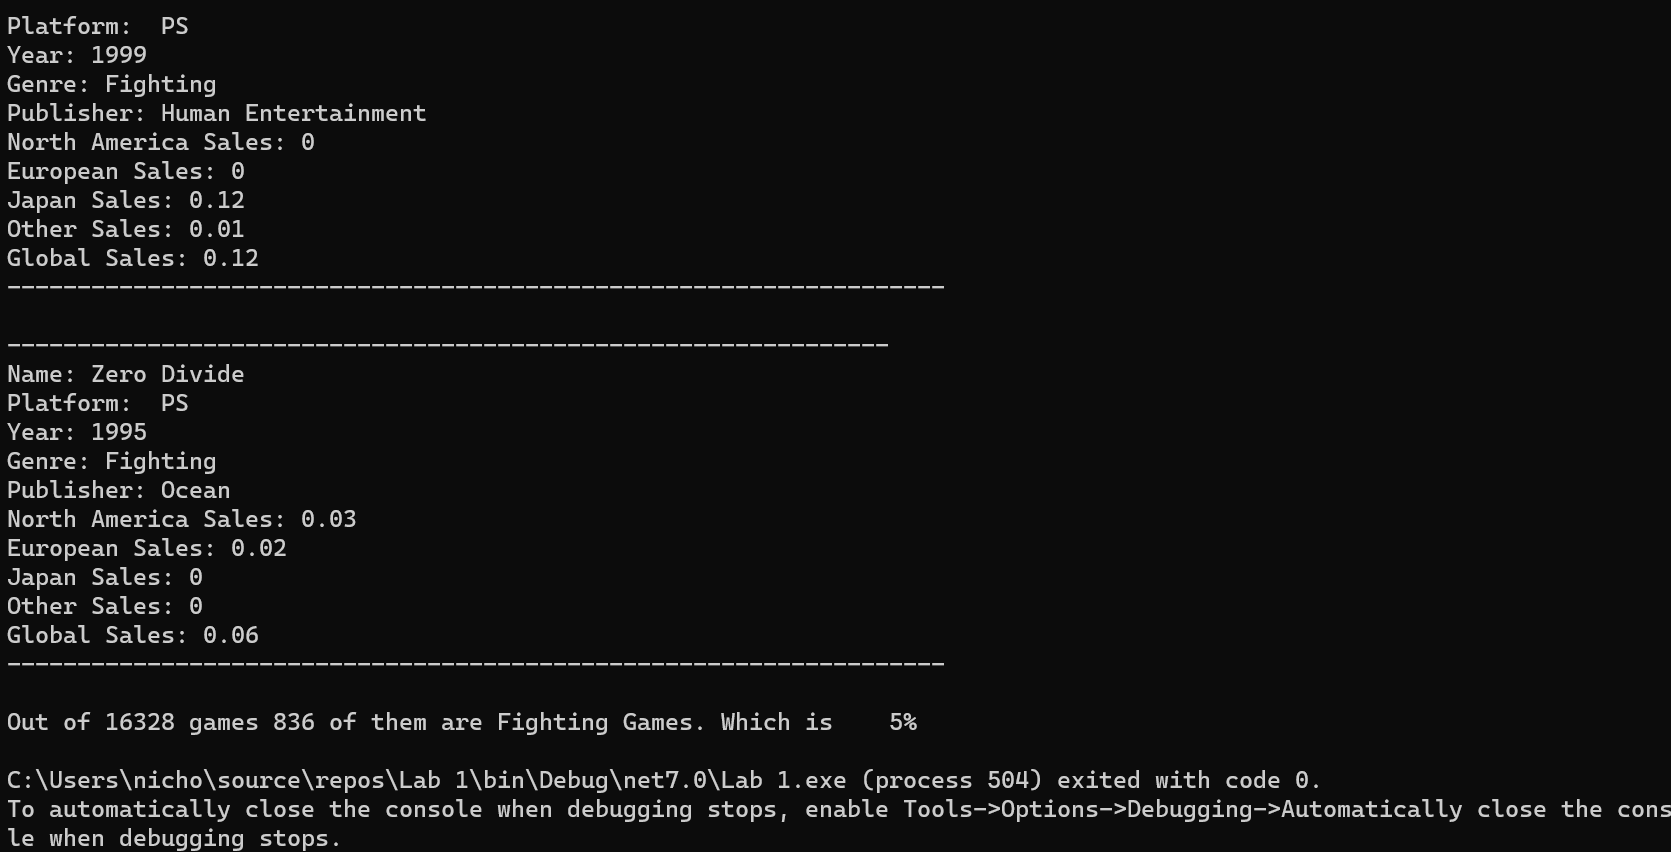 Platform:  PS
Year: 1999
Genre: Fighting
Publisher: Human Entertainment
North America Sales: 0
European Sales: 0
Japan Sales: 0.12
Other Sales: 0.01
Global Sales: 0.12
-------------------------------------------------------------------
---------------------------------------------------------------
Name: Zero Divide
Platform:  PS
Year: 1995
Genre: Fighting
Publisher: Ocean
North America Sales: 0.03
European Sales: 0.02
Japan Sales: 0
Other Sales: 0
Global Sales: 0.06
-------------------------------------------------------------------
Out of 16328 games 836 of them are Fighting Games. Which is    5%
C:\Users\nicho\source\repos\Lab 1\bin\Debug\net7.0\Lab 1.exe (process 504) exited with code 0.
To automatically close the console when debugging stops, enable Tools->Options->Debugging->Automatically close the cons
le when debugging stops.